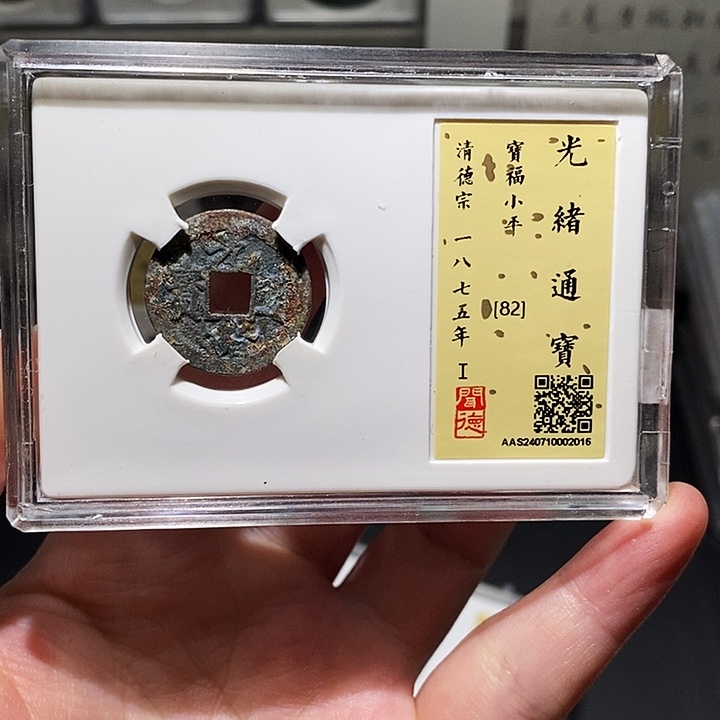 光緒通寶
寶福小平 [82]
清德宗 一八七五年 I
聞德
AAS240710002016